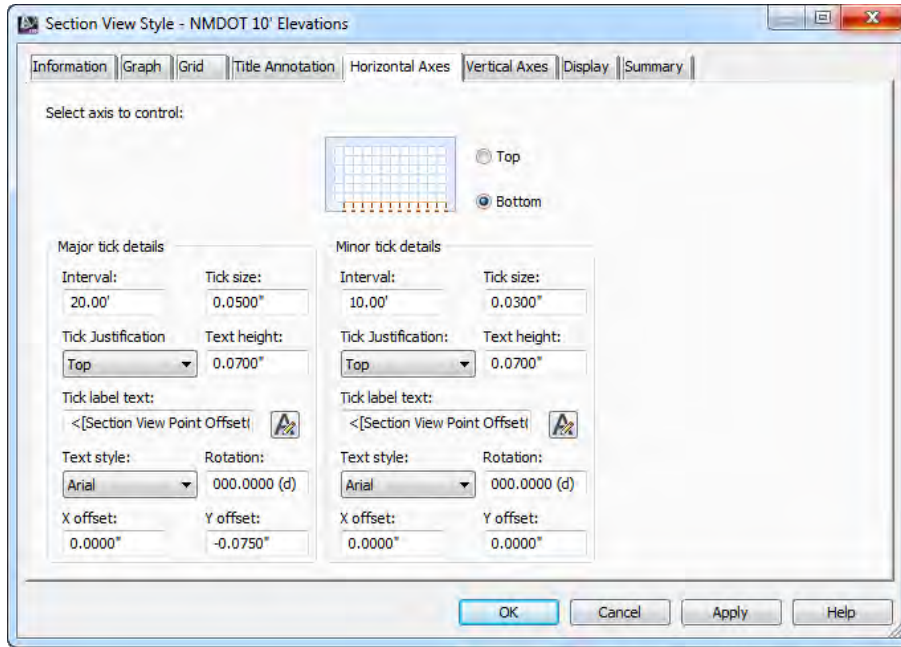 Section View Style - NMDOT 10' Elevations
Information Graph Grid Title Annotation Horizontal Axes Vertical Axes Display Summary
Select axis to control:
Top
Bottom
Major tick details
Interval: Tick size:
20.00' 0.0500"
Tick Justification Text height:
Top 0.0700"
Tick label text:
<[Section View Point Offset(
Text style: Rotation:
Arial 000.0000 (d)
X offset: Y offset:
0.0000" -0.0750"
Minor tick details
Interval: Tick size:
10.00' 0.0300"
Tick Justification: Text height:
Top 0.0700"
Tick label text:
<[Section View Point Offset(
Text style: Rotation:
Arial 000.0000 (d)
X offset: Y offset:
0.0000" 0.0000"
OK Cancel Apply Help